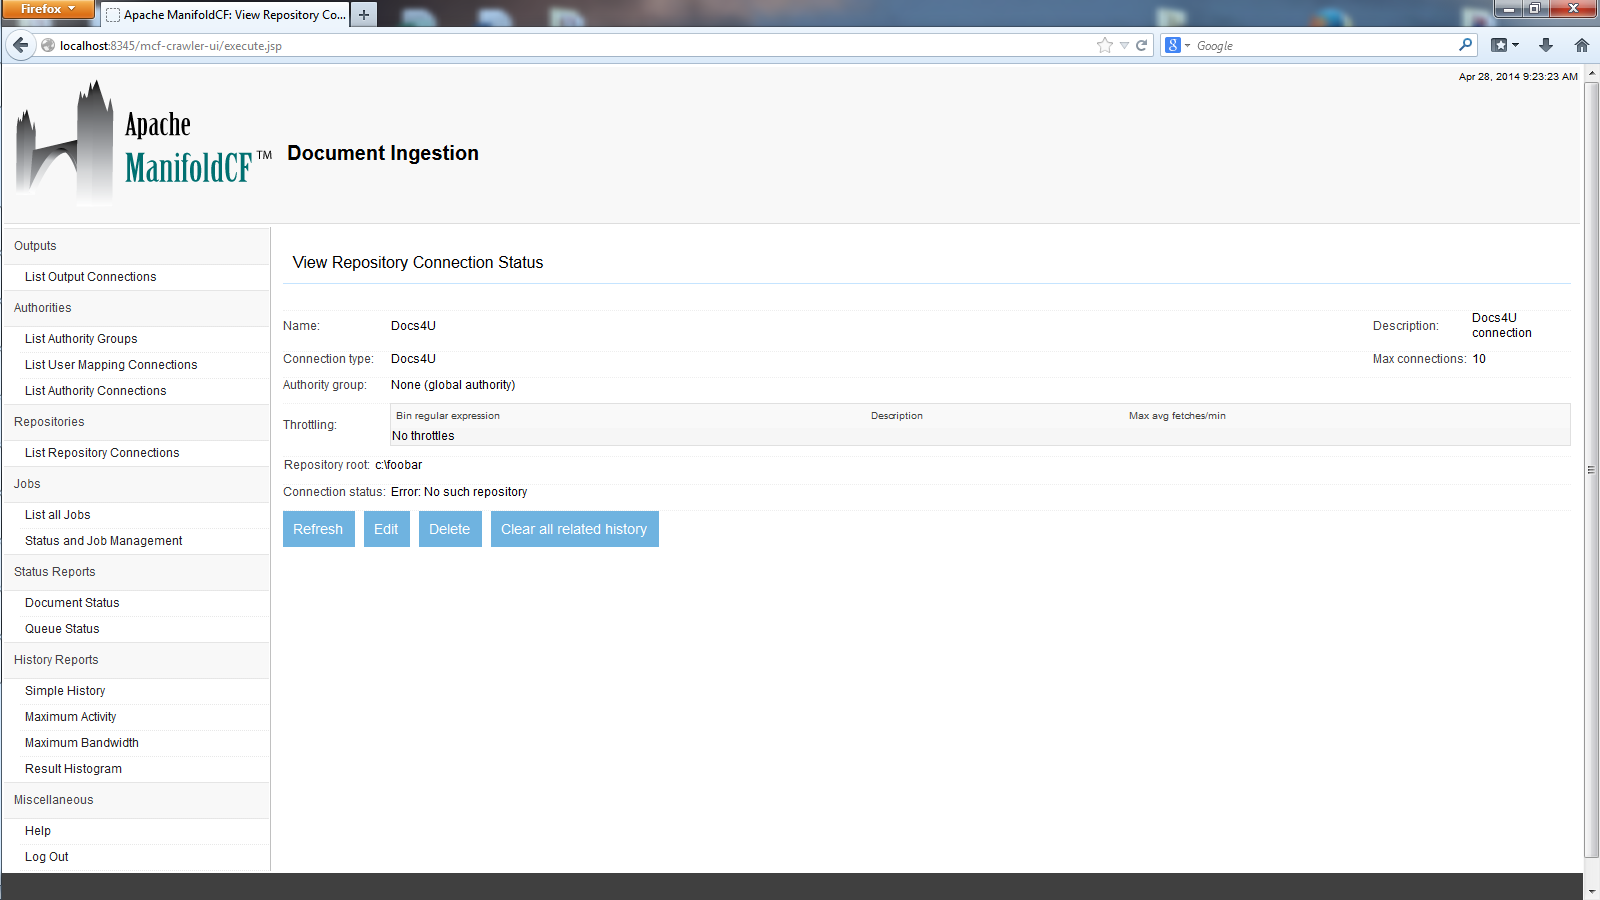 Firefox
Apache ManifoldCF: View Repository Co...
localhost:8345/mcf-crawler-ui/execute.jsp
Google
Apr 28, 2014 9:23:23 AM
Apache
ManifoldCF™
Document Ingestion
Outputs
List Output Connections
Authorities
List Authority Groups
List User Mapping Connections
List Authority Connections
Repositories
List Repository Connections
Jobs
List all Jobs
Status and Job Management
Status Reports
Document Status
Queue Status
History Reports
Simple History
Maximum Activity
Maximum Bandwidth
Result Histogram
Miscellaneous
Help
Log Out
View Repository Connection Status
Name: Docs4U
Description: Docs4U
connection
Connection type: Docs4U
Max connections: 10
Authority group: None (global authority)
Throttling:
Bin regular expression Description Max avg fetches/min
No throttles
Repository root: c:\foobar
Connection status: Error: No such repository
Refresh Edit Delete Clear all related history